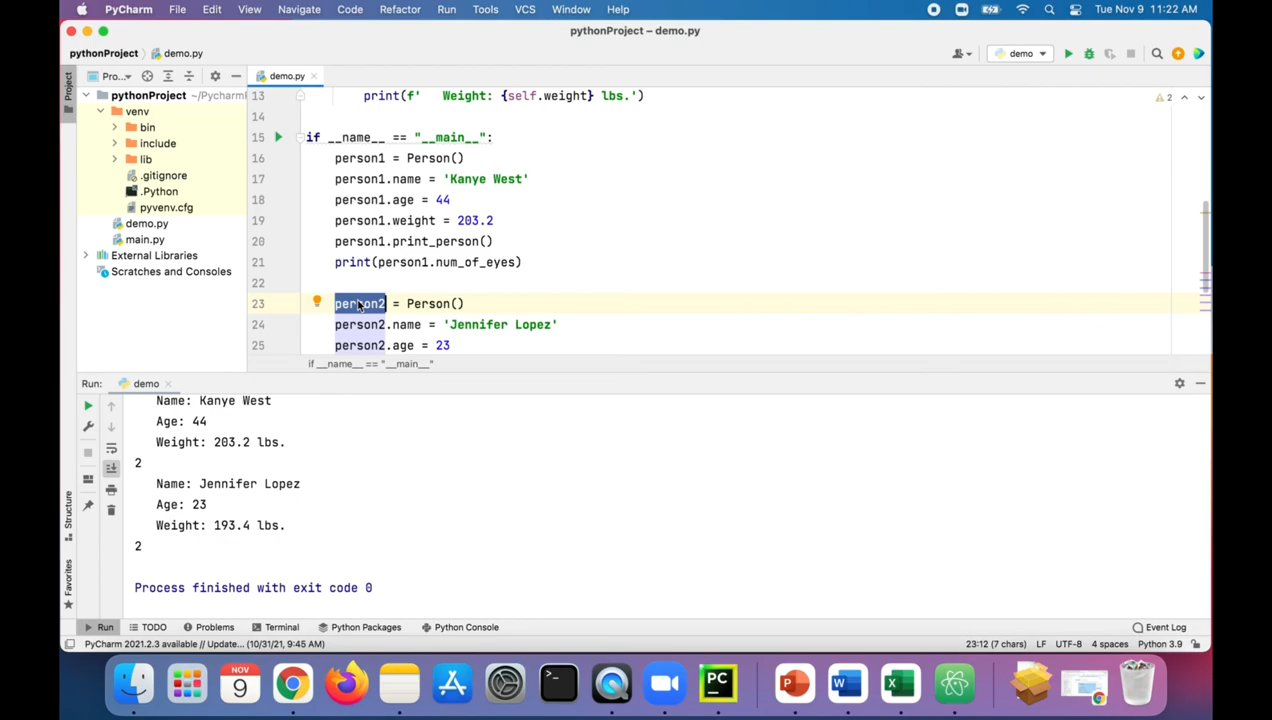 PyCharm File Edit View Navigate Code Refactor Run Tools VCS Window Help Tue Nov 9 11:22 AM
pythonProject – demo.py
pythonProject demo.py demo
Project Pro... demo.py
pythonProject ~/Pycharm
venv
bin
include
lib
.gitignore
.Python
pyvenv.cfg
demo.py
main.py
External Libraries
Scratches and Consoles
2
13 print(f'   Weight: {self.weight} lbs.')
14
15 if __name__ == "__main__":
16 person1 = Person()
17 person1.name = 'Kanye West'
18 person1.age = 44
19 person1.weight = 203.2
20 person1.print_person()
21 print(person1.num_of_eyes)
22
23 person2 = Person()
24 person2.name = 'Jennifer Lopez'
25 person2.age = 23
if __name__ == "__main__"
Run: demo
Name: Kanye West
Age: 44
Weight: 203.2 lbs.
2
Name: Jennifer Lopez
Age: 23
Weight: 193.4 lbs.
2
Process finished with exit code 0
Structure
Favorites
Run TODO Problems Terminal Python Packages Python Console Event Log
PyCharm 2021.2.3 available // Update... (10/31/21, 9:45 AM) 23:12 (7 chars) LF UTF-8 4 spaces Python 3.9
NOV
9
>_
PC
P
W
X